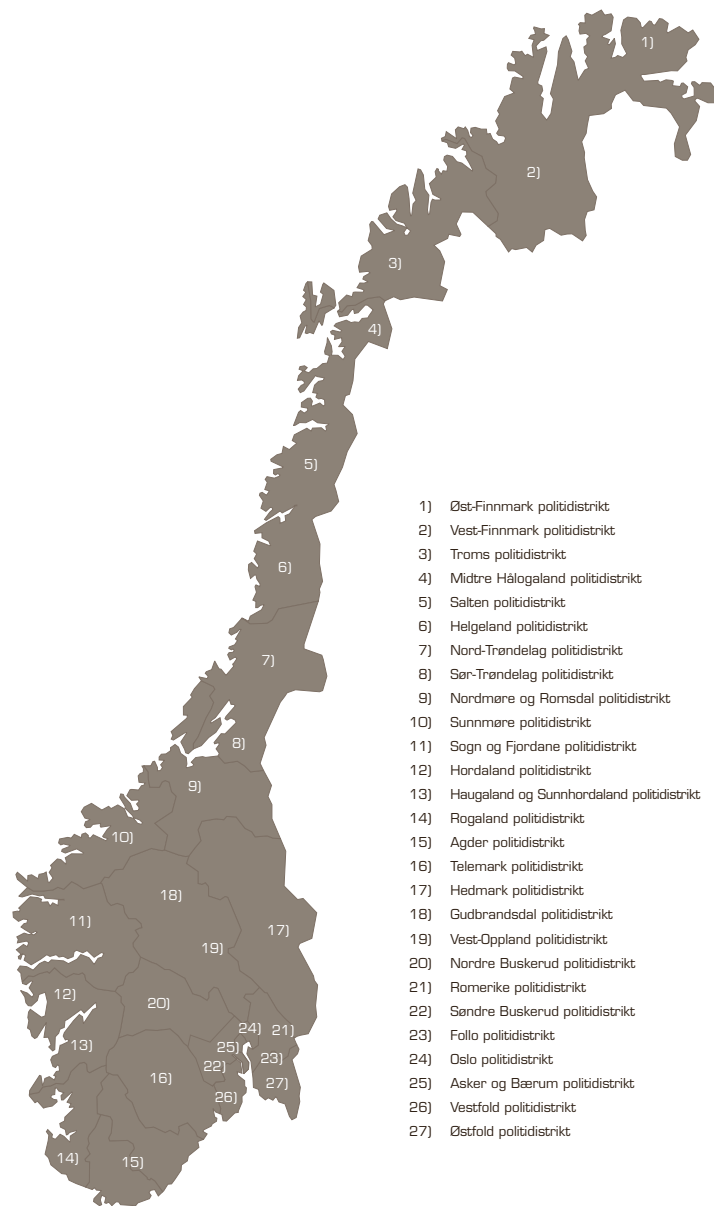 1)
2)
3)
4)
5)
6)
7)
8)
9)
10)
18)
11)
17)
19)
12)
20)
24)
21)
25)
13)
23)
22)
16)
27)
26)
14)
15)
1) Øst-Finnmark politidistrikt
2) Vest-Finnmark politidistrikt
3) Troms politidistrikt
4) Midtre Hålogaland politidistrikt
5) Salten politidistrikt
6) Helgeland politidistrikt
7) Nord-Trøndelag politidistrikt
8) Sør-Trøndelag politidistrikt
9) Nordmøre og Romsdal politidistrikt
10) Sunnmøre politidistrikt
11) Sogn og Fjordane politidistrikt
12) Hordaland politidistrikt
13) Haugaland og Sunnhordaland politidistrikt
14) Rogaland politidistrikt
15) Agder politidistrikt
16) Telemark politidistrikt
17) Hedmark politidistrikt
18) Gudbrandsdal politidistrikt
19) Vest-Oppland politidistrikt
20) Nordre Buskerud politidistrikt
21) Romerike politidistrikt
22) Søndre Buskerud politidistrikt
23) Follo politidistrikt
24) Oslo politidistrikt
25) Asker og Bærum politidistrikt
26) Vestfold politidistrikt
27) Østfold politidistrikt